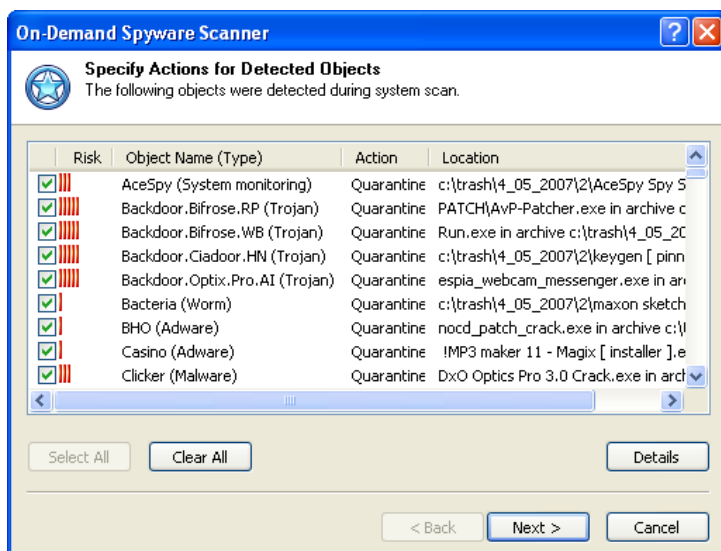 On-Demand Spyware Scanner
Specify Actions for Detected Objects
The following objects were detected during system scan.
Risk Object Name (Type) Action Location
AceSpy (System monitoring) Quarantine c:\trash\4_05_2007\2\AceSpy Spy S
Backdoor.Bifrose.RP (Trojan) Quarantine PATCH\AvP-Patcher.exe in archive c
Backdoor.Bifrose.WB (Trojan) Quarantine Run.exe in archive c:\trash\4_05_20
Backdoor.Ciadoor.HN (Trojan) Quarantine c:\trash\4_05_2007\2\keygen [ pinn
Backdoor.Optix.Pro.AI (Trojan) Quarantine espia_webcam_messenger.exe in ar
Bacteria (Worm) Quarantine c:\trash\4_05_2007\2\maxon sketch
BHO (Adware) Quarantine nocd_patch_crack.exe in archive c:\
Casino (Adware) Quarantine !MP3 maker 11 - Magix [ installer ].e
Clicker (Malware) Quarantine DxO Optics Pro 3.0 Crack.exe in arch
Select All Clear All Details
< Back Next > Cancel